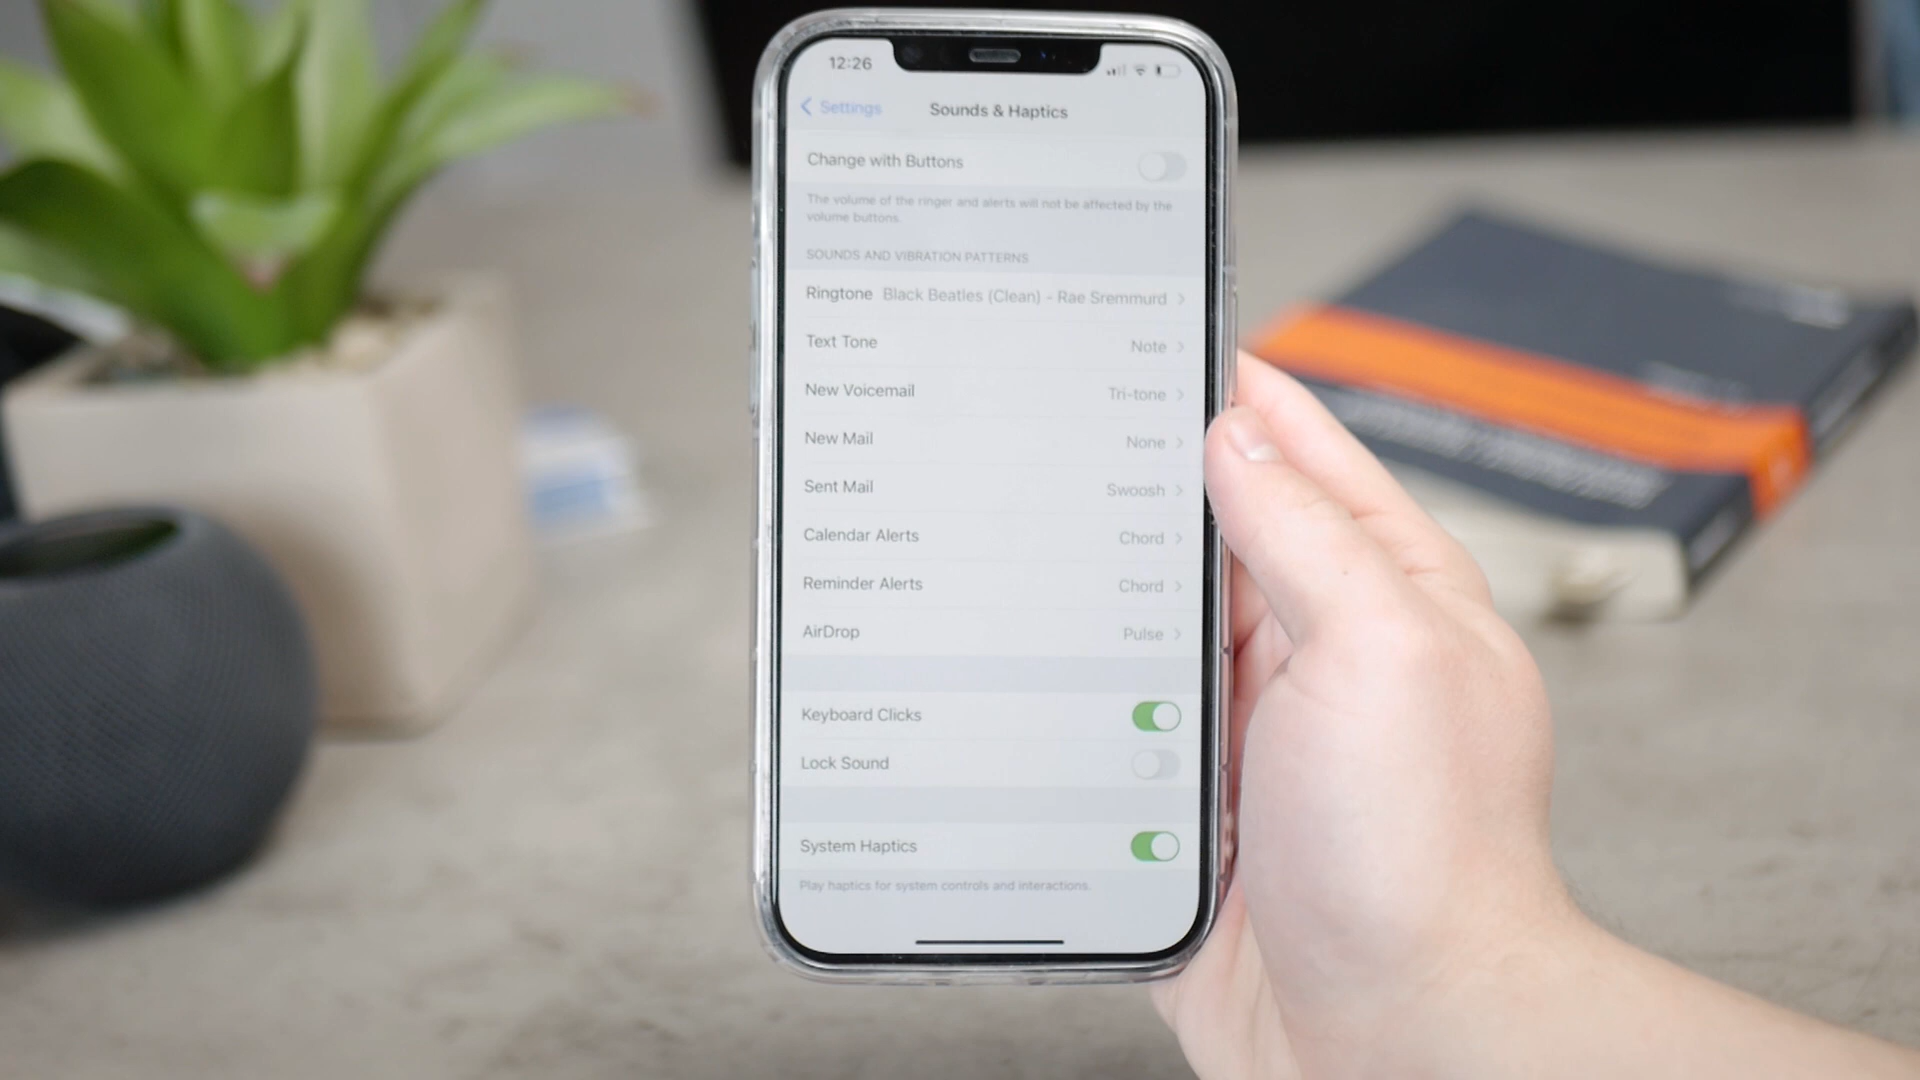 12:26
Settings
Sounds & Haptics
Change with Buttons
The volume of the ringer and alerts will not be affected by the
volume buttons.
SOUNDS AND VIBRATION PATTERNS
Ringtone Black Beatles (Clean) - Rae Sremmurd
Text Tone Note
New Voicemail Tri-tone
New Mail None
Sent Mail Swoosh
Calendar Alerts Chord
Reminder Alerts Chord
AirDrop Pulse
Keyboard Clicks
Lock Sound
System Haptics
Play haptics for system controls and interactions.